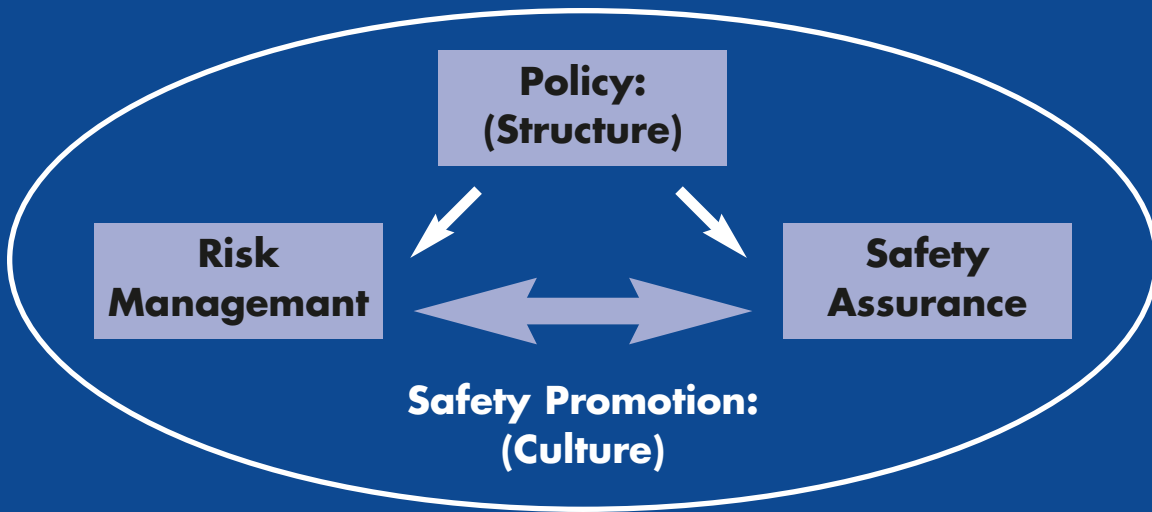 Policy:
(Structure)
Risk
Managemant
Safety
Assurance
Safety Promotion:
(Culture)